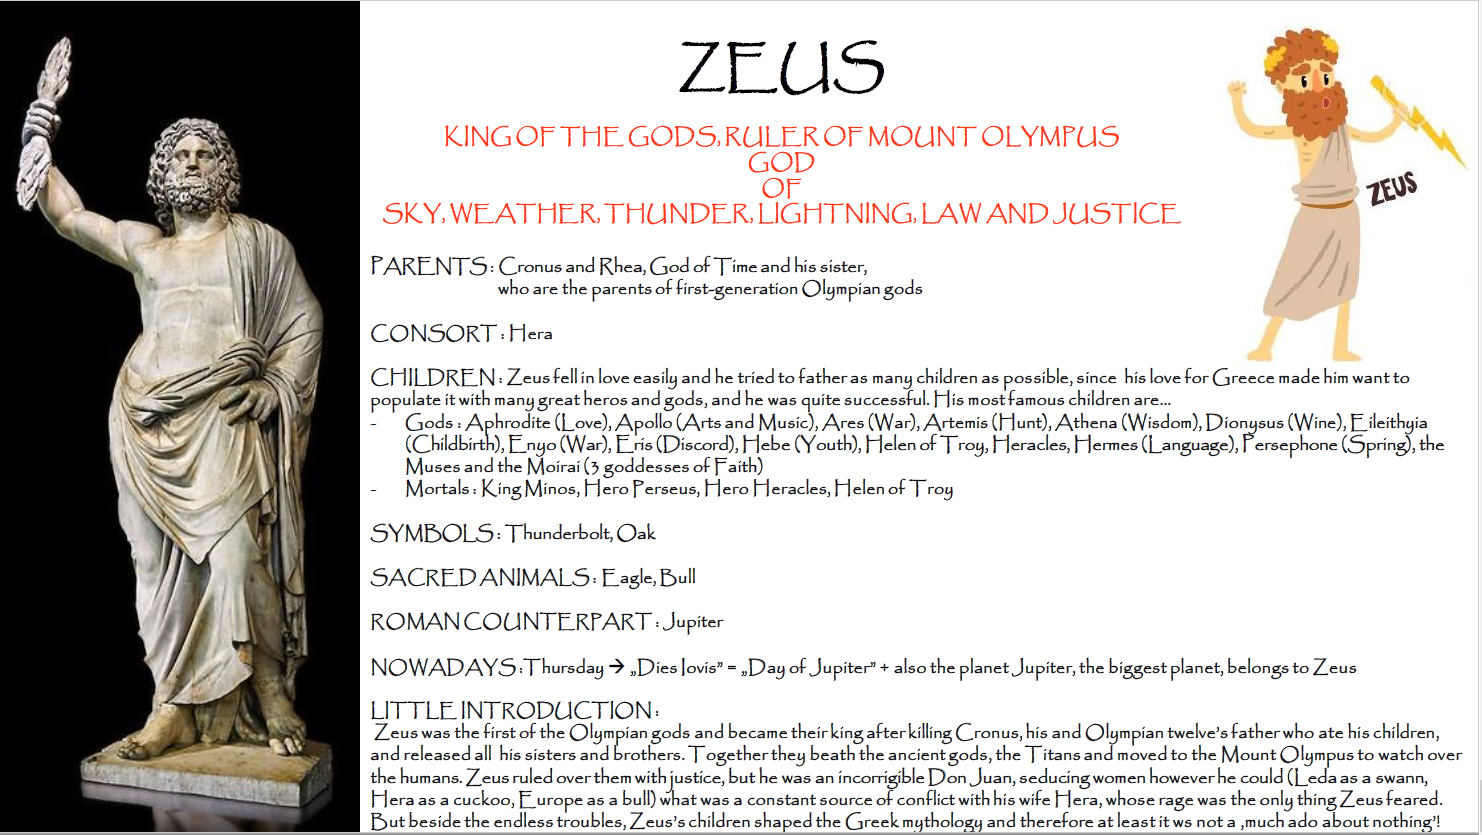 ZEUS
KING OF THE GODS, RULER OF MOUNT OLYMPUS
GOD
OF
SKY, WEATHER, THUNDER, LIGHTNING, LAW AND JUSTICE
ZEUS
PARENTS : Cronus and Rhea, God of Time and his sister,
who are the parents of first-generation Olympian gods
CONSORT : Hera
CHILDREN : Zeus fell in love easily and he tried to father as many children as possible, since his love for Greece made him want to
populate it with many great heros and gods, and he was quite successful. His most famous children are...
- Gods : Aphrodite (Love), Apollo (Arts and Music), Ares (War), Artemis (Hunt), Athena (Wisdom), Dionysus (Wine), Eileithyia
(Childbirth), Enyo (War), Eris (Discord), Hebe (Youth), Helen of Troy, Heracles, Hermes (Language), Persephone (Spring), the
Muses and the Moirai (3 goddesses of Faith)
- Mortals : King Minos, Hero Perseus, Hero Heracles, Helen of Troy
SYMBOLS : Thunderbolt, Oak
SACRED ANIMALS : Eagle, Bull
ROMAN COUNTERPART : Jupiter
NOWADAYS : Thursday → „Dies Iovis” = „Day of Jupiter” + also the planet Jupiter, the biggest planet, belongs to Zeus
LITTLE INTRODUCTION :
Zeus was the first of the Olympian gods and became their king after killing Cronus, his and Olympian twelve’s father who ate his children,
and released all his sisters and brothers. Together they beath the ancient gods, the Titans and moved to the Mount Olympus to watch over
the humans. Zeus ruled over them with justice, but he was an incorrigible Don Juan, seducing women however he could (Leda as a swann,
Hera as a cuckoo, Europe as a bull) what was a constant source of conflict with his wife Hera, whose rage was the only thing Zeus feared.
But beside the endless troubles, Zeus’s children shaped the Greek mythology and therefore at least it ws not a ‚much ado about nothing’!